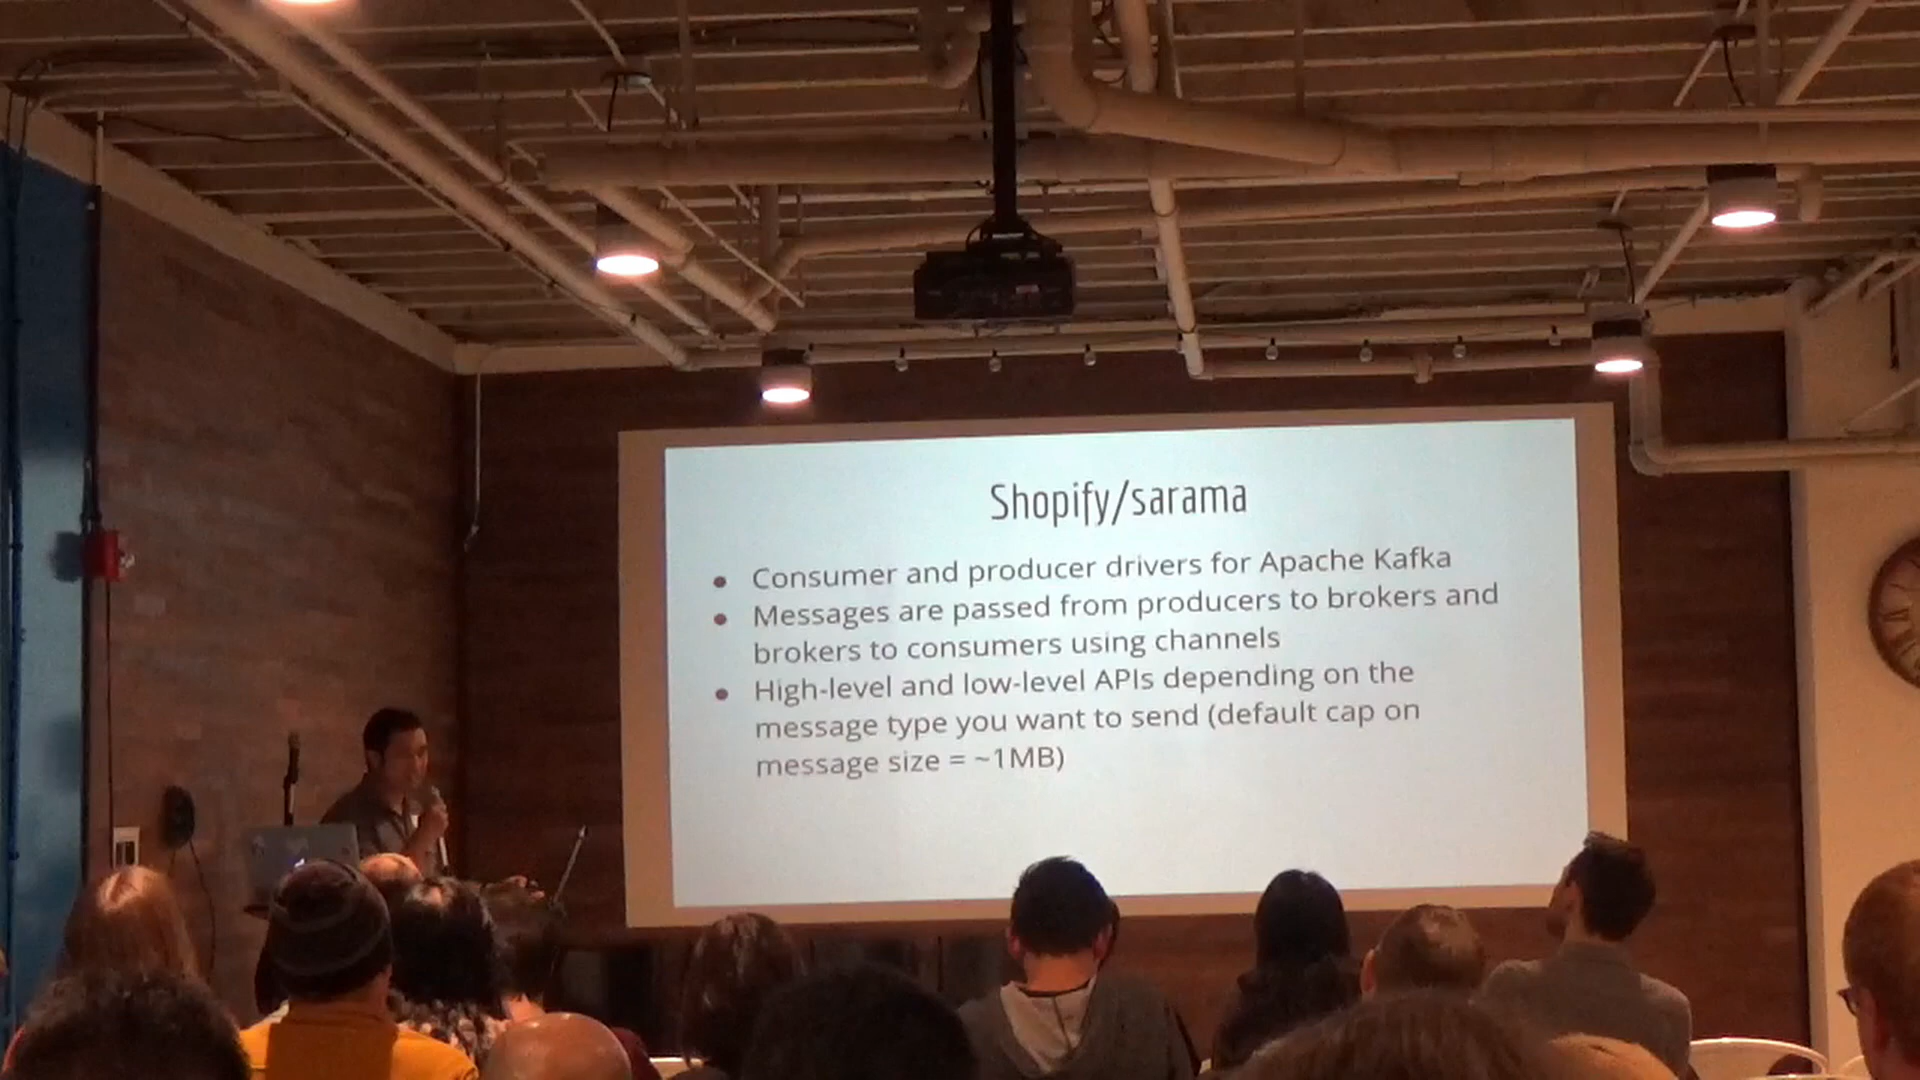 Shopify/sarama
● Consumer and producer drivers for Apache Kafka
● Messages are passed from producers to brokers and
brokers to consumers using channels
● High-level and low-level APIs depending on the
message type you want to send (default cap on
message size = ~1MB)